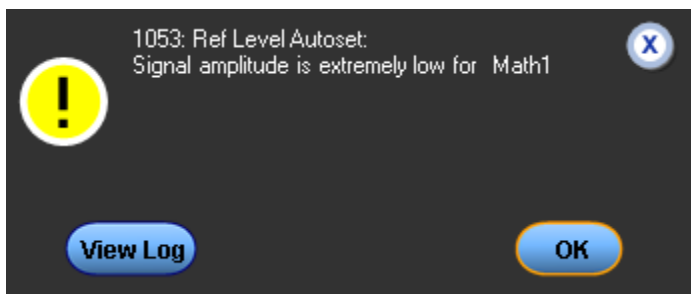 1053: Ref Level Autoset:
Signal amplitude is extremely low for Math1
X
!
View Log
OK